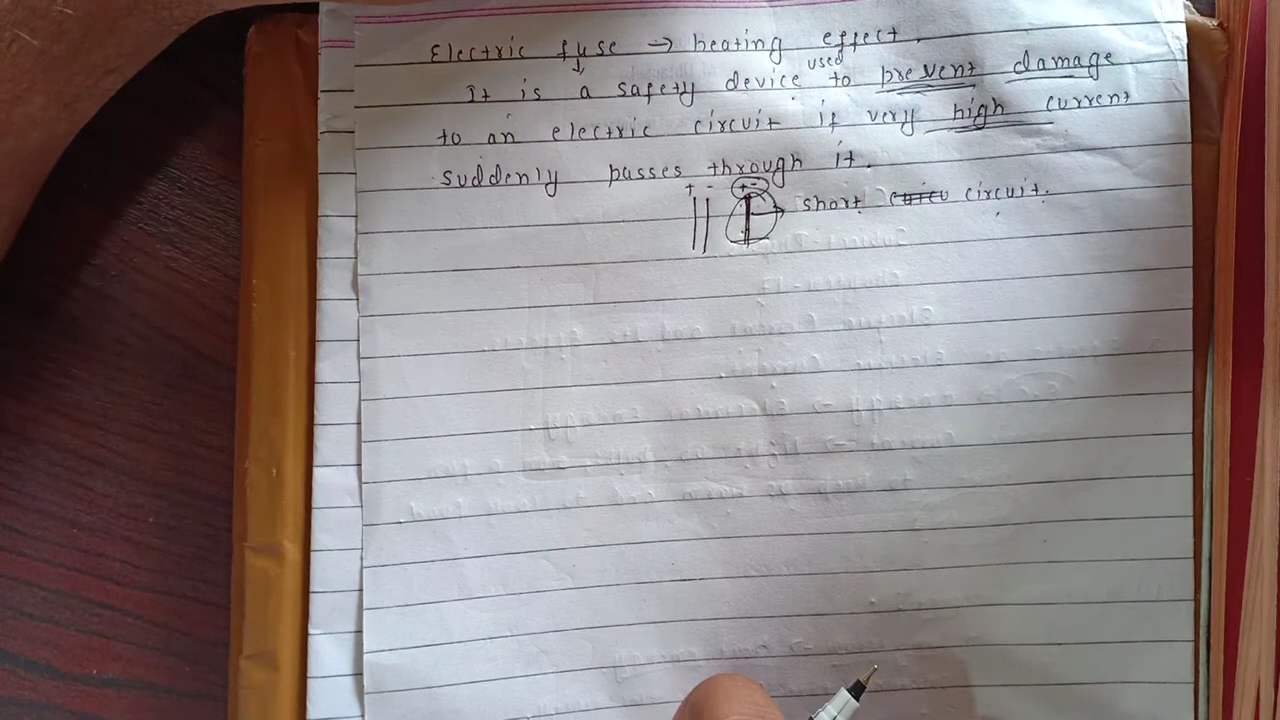 Electric fuse → heating effect.
It is a safety device used to prevent damage
to an electric circuit if very high current
suddenly passes through it.
+ - + - short circuit.